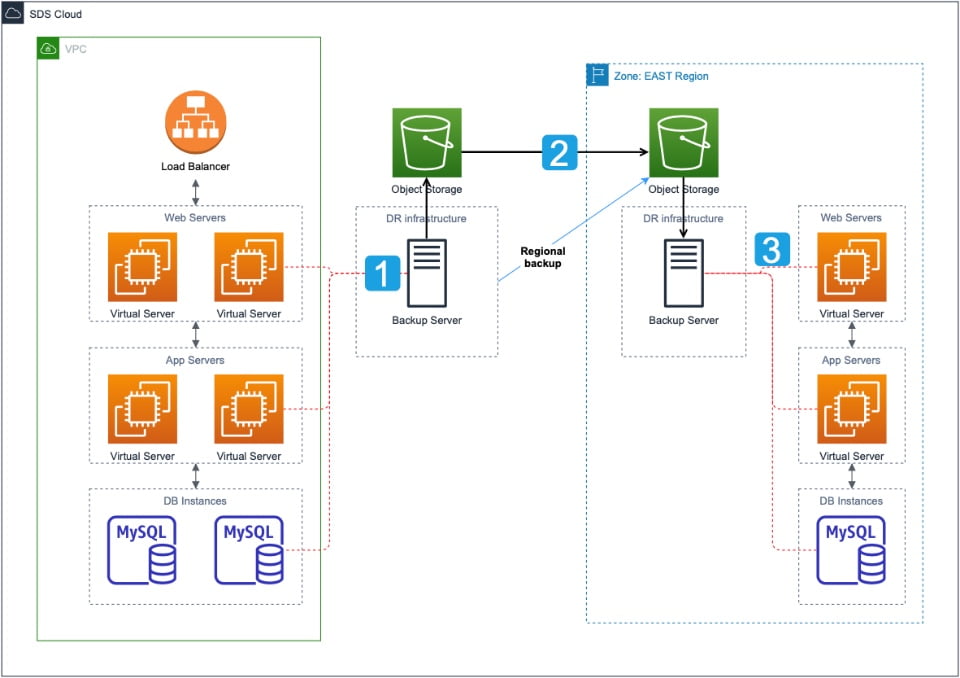 SDS Cloud
VPC
Load Balancer
Web Servers
Virtual Server
Virtual Server
App Servers
Virtual Server
Virtual Server
DB Instances
MySQL
MySQL
Object Storage
DR infrastructure
1
Backup Server
2
Regional
backup
Zone: EAST Region
Object Storage
DR infrastructure
Backup Server
3
Web Servers
Virtual Server
App Servers
Virtual Server
DB Instances
MySQL